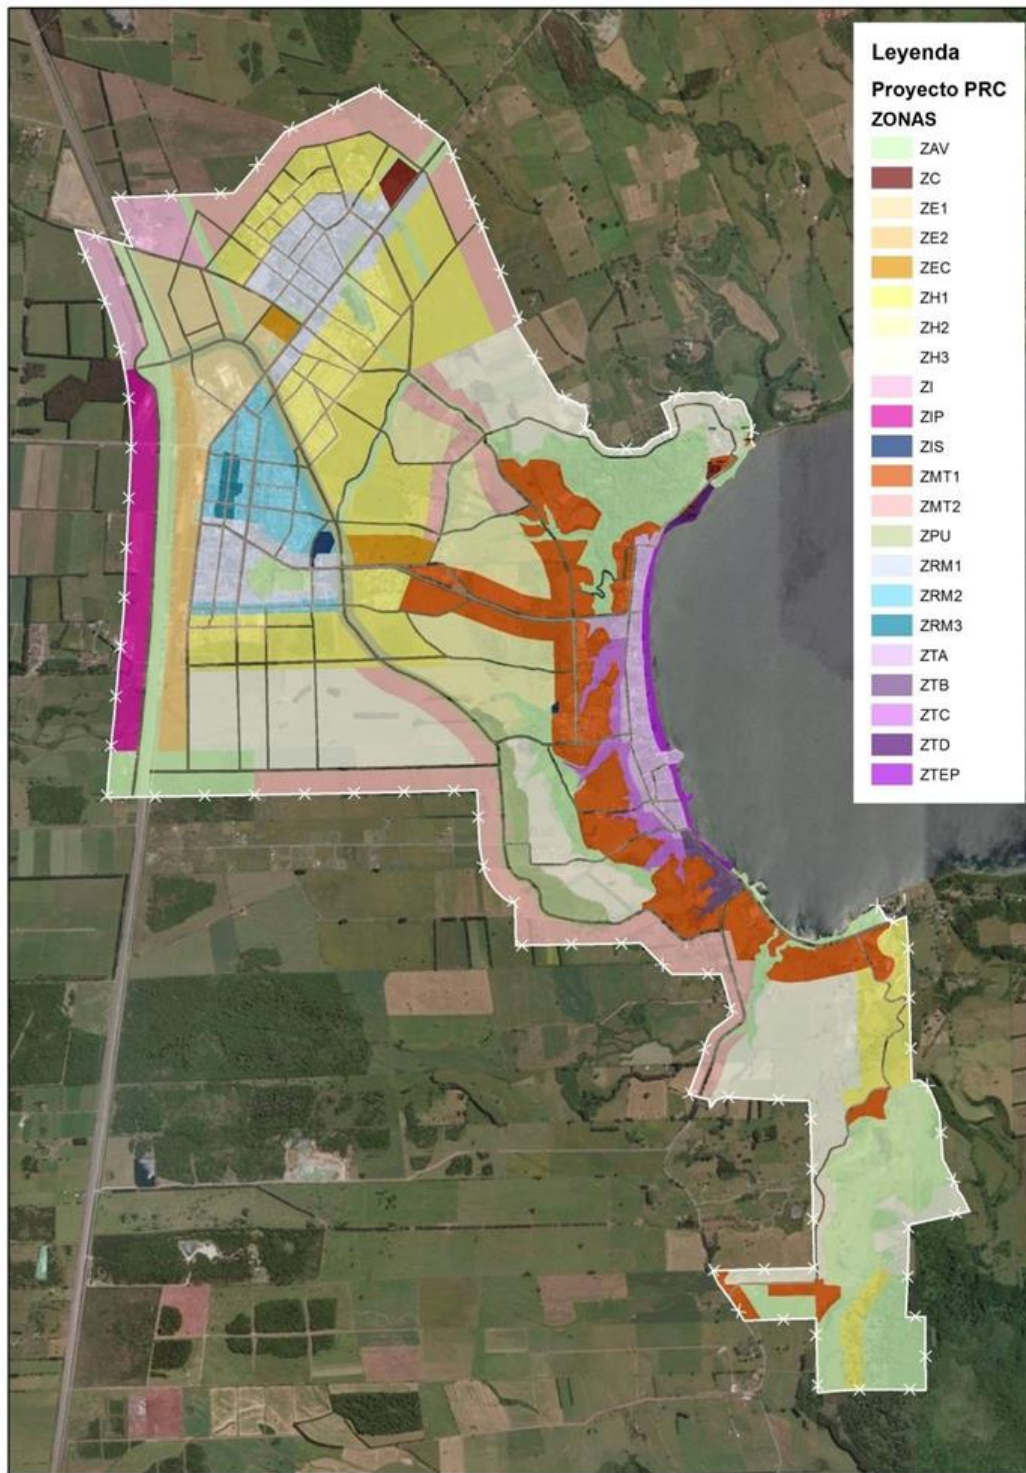 Leyenda
Proyecto PRC
ZONAS
ZAV
ZC
ZE1
ZE2
ZEC
ZH1
ZH2
ZH3
ZI
ZIP
ZIS
ZMT1
ZMT2
ZPU
ZRM1
ZRM2
ZRM3
ZTA
ZTB
ZTC
ZTD
ZTEP